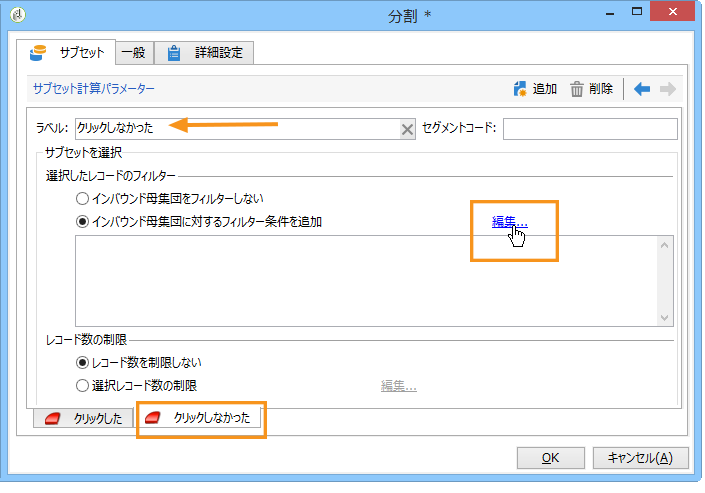 分割 *
サブセット 一般 詳細設定
サブセット計算パラメーター 追加 削除
ラベル: クリックしなかった セグメントコード:
サブセットを選択
選択したレコードのフィルター
インバウンド母集団をフィルターしない
インバウンド母集団に対するフィルター条件を追加 編集...
レコード数の制限
レコード数を制限しない
選択レコード数の制限 編集...
クリックした クリックしなかった
OK キャンセル(A)